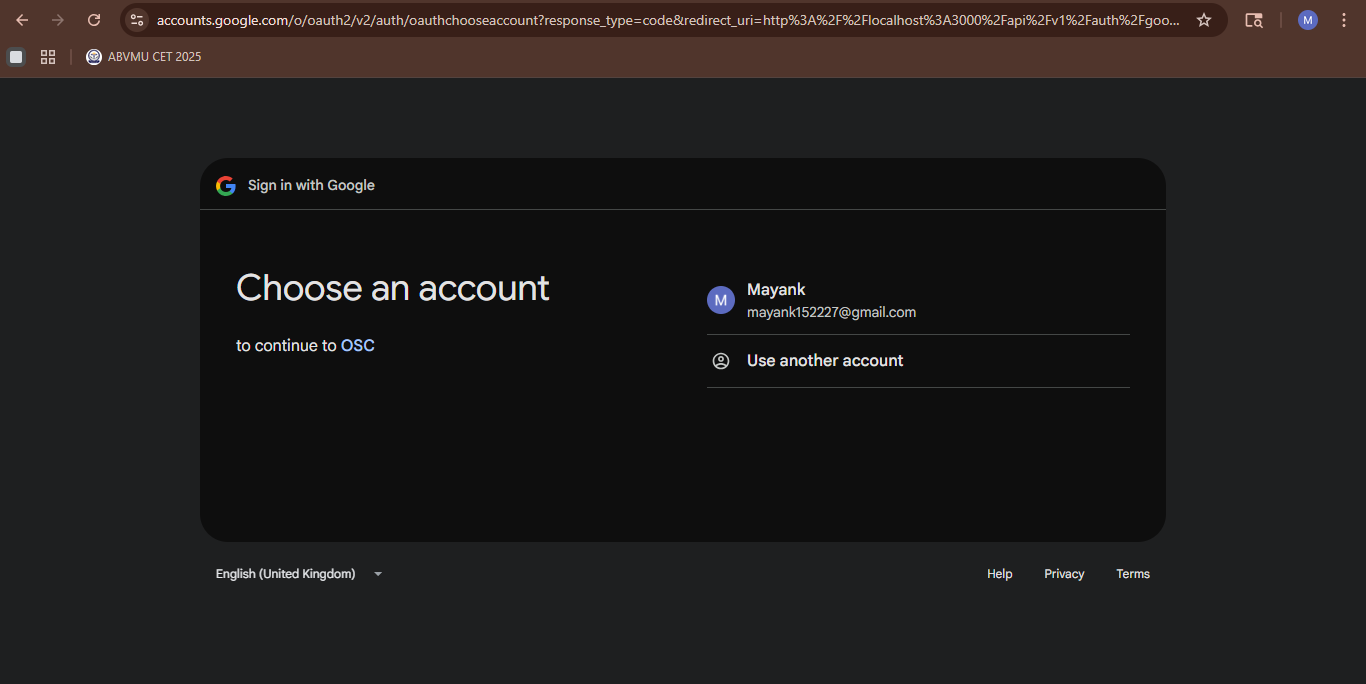 accounts.google.com/o/oauth2/v2/auth/oauthchooseaccount?response_type=code&redirect_uri=http%3A%2F%2Flocalhost%3A3000%2Fapi%2Fv1%2Fauth%2Fgoo...
M
ABVMU CET 2025
Sign in with Google
Choose an account
to continue to OSC
M
Mayank
mayank152227@gmail.com
Use another account
English (United Kingdom)
Help Privacy Terms